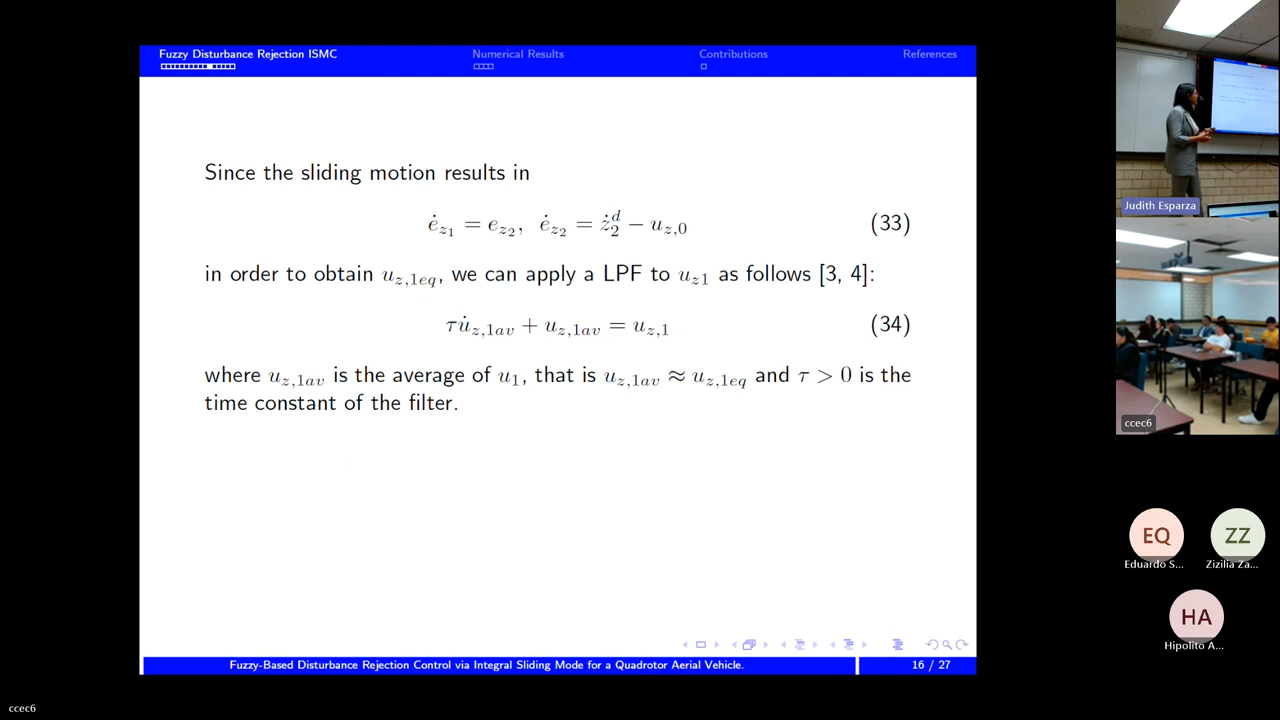 Fuzzy Disturbance Rejection ISMC
Numerical Results
Contributions
References
Since the sliding motion results in
ė_{z_1} = e_{z_2}, ė_{z_2} = ż_2^d − u_{z,0} (33)
in order to obtain u_{z,1eq}, we can apply a LPF to u_{z1} as follows [3, 4]:
τu̇_{z,1av} + u_{z,1av} = u_{z,1} (34)
where u_{z,1av} is the average of u_1, that is u_{z,1av} ≈ u_{z,1eq} and τ > 0 is the
time constant of the filter.
Fuzzy-Based Disturbance Rejection Control via Integral Sliding Mode for a Quadrotor Aerial Vehicle.
16 / 27
Judith Esparza
ccec6
EQ
Eduardo S...
ZZ
Zizilia Za...
HA
Hipolito A...
ccec6